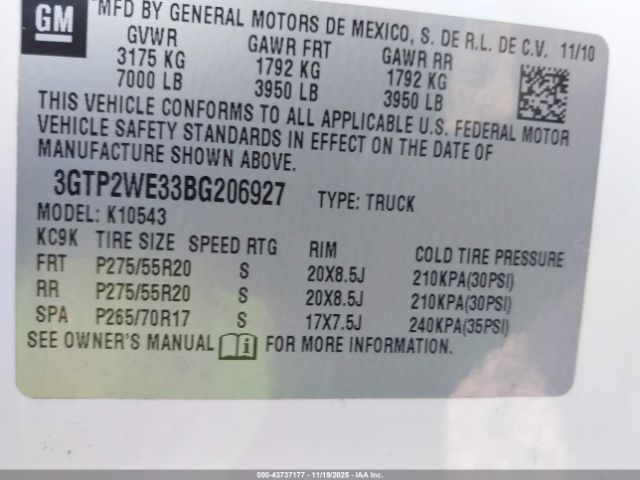 GM
*MFD BY GENERAL MOTORS DE MEXICO, S. DE R.L. DE C.V. 11/10
GVWR GAWR FRT GAWR RR
3175 KG 1792 KG 1792 KG
7000 LB 3950 LB 3950 LB
THIS VEHICLE CONFORMS TO ALL APPLICABLE U.S. FEDERAL MOTOR
VEHICLE SAFETY STANDARDS IN EFFECT ON THE DATE OF
MANUFACTURE SHOWN ABOVE.
3GTP2WE33BG206927 TYPE: TRUCK
MODEL: K10543
KC9K TIRE SIZE SPEED RTG RIM COLD TIRE PRESSURE
FRT P275/55R20 S 20X8.5J 210KPA(30PSI)
RR P275/55R20 S 20X8.5J 210KPA(30PSI)
SPA P265/70R17 S 17X7.5J 240KPA(35PSI)
SEE OWNER'S MANUAL i FOR MORE INFORMATION.
000-43737177 - 11/19/2025 - IAAI.COM